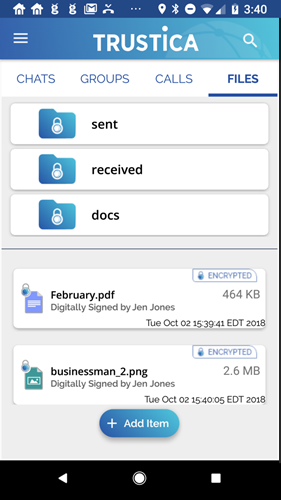 3:40
TRUSTICA
CHATS GROUPS CALLS FILES
sent
received
docs
ENCRYPTED
February.pdf 464 KB
Digitally Signed by Jen Jones
Tue Oct 02 15:39:41 EDT 2018
ENCRYPTED
businessman_2.png 2.6 MB
Digitally Signed by Jen Jones
Tue Oct 02 15:40:05 EDT 2018
+ Add Item